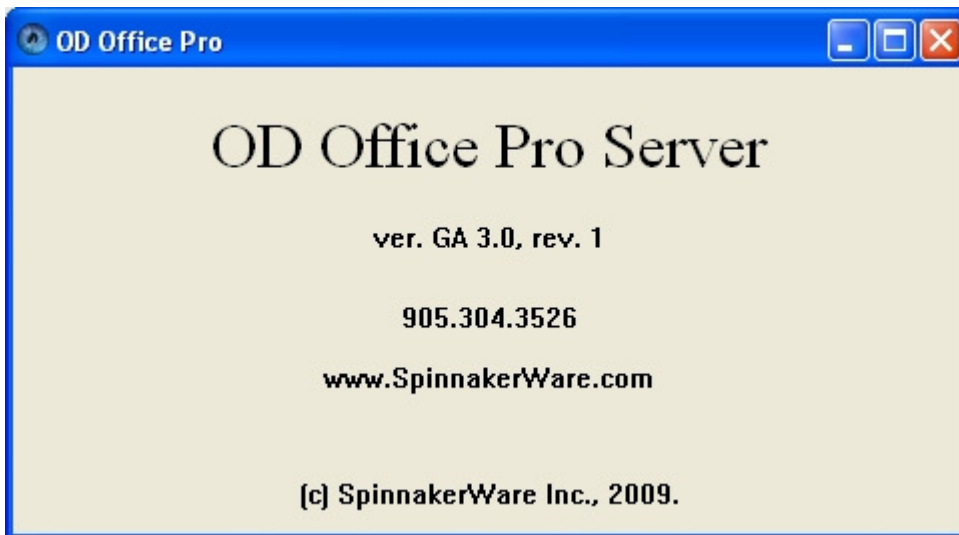 OD Office Pro
OD Office Pro Server
ver. GA 3.0, rev. 1
905.304.3526
www.SpinnakerWare.com
(c) SpinnakerWare Inc., 2009.